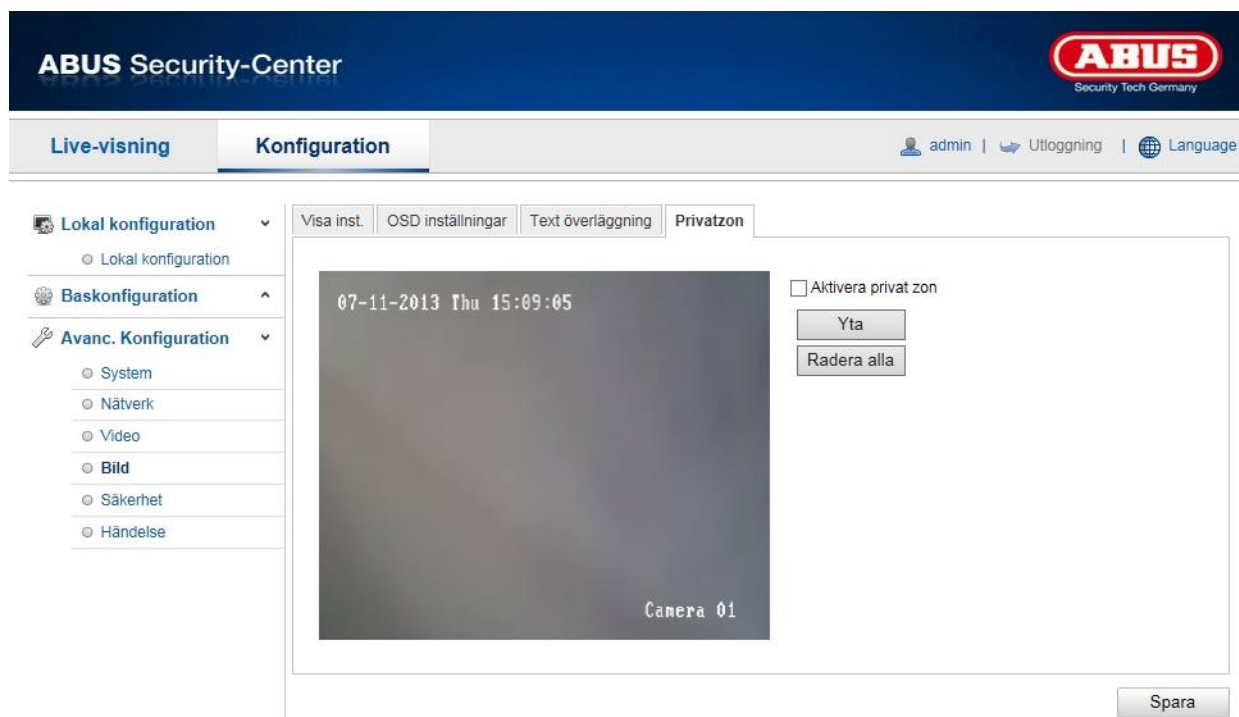 ABUS Security-Center
ABUS
Security Tech Germany
Live-visning
Konfiguration
admin | Utloggning | Language
Lokal konfiguration
Lokal konfiguration
Baskonfiguration
Avanc. Konfiguration
System
Nätverk
Video
Bild
Säkerhet
Händelse
Visa inst.
OSD inställningar
Text överläggning
Privatzon
07-11-2013 Thu 15:09:05
Camera 01
Aktivera privat zon
Yta
Radera alla
Spara